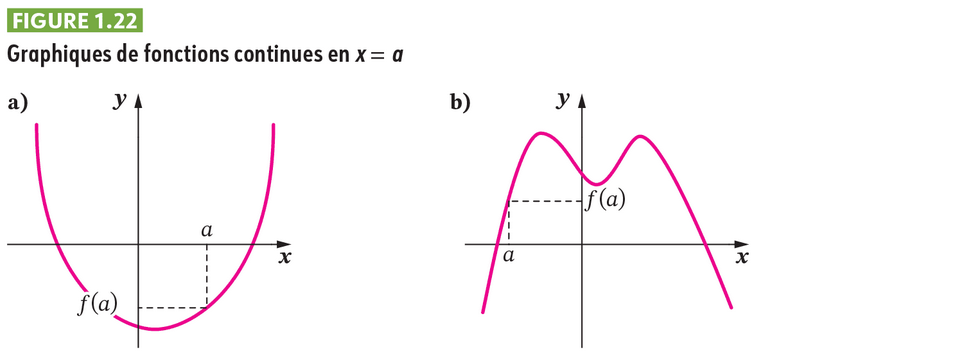 FIGURE 1.22
Graphiques de fonctions continues en x = a
a)
y
a
x
f(a)
b)
y
f(a)
a
x